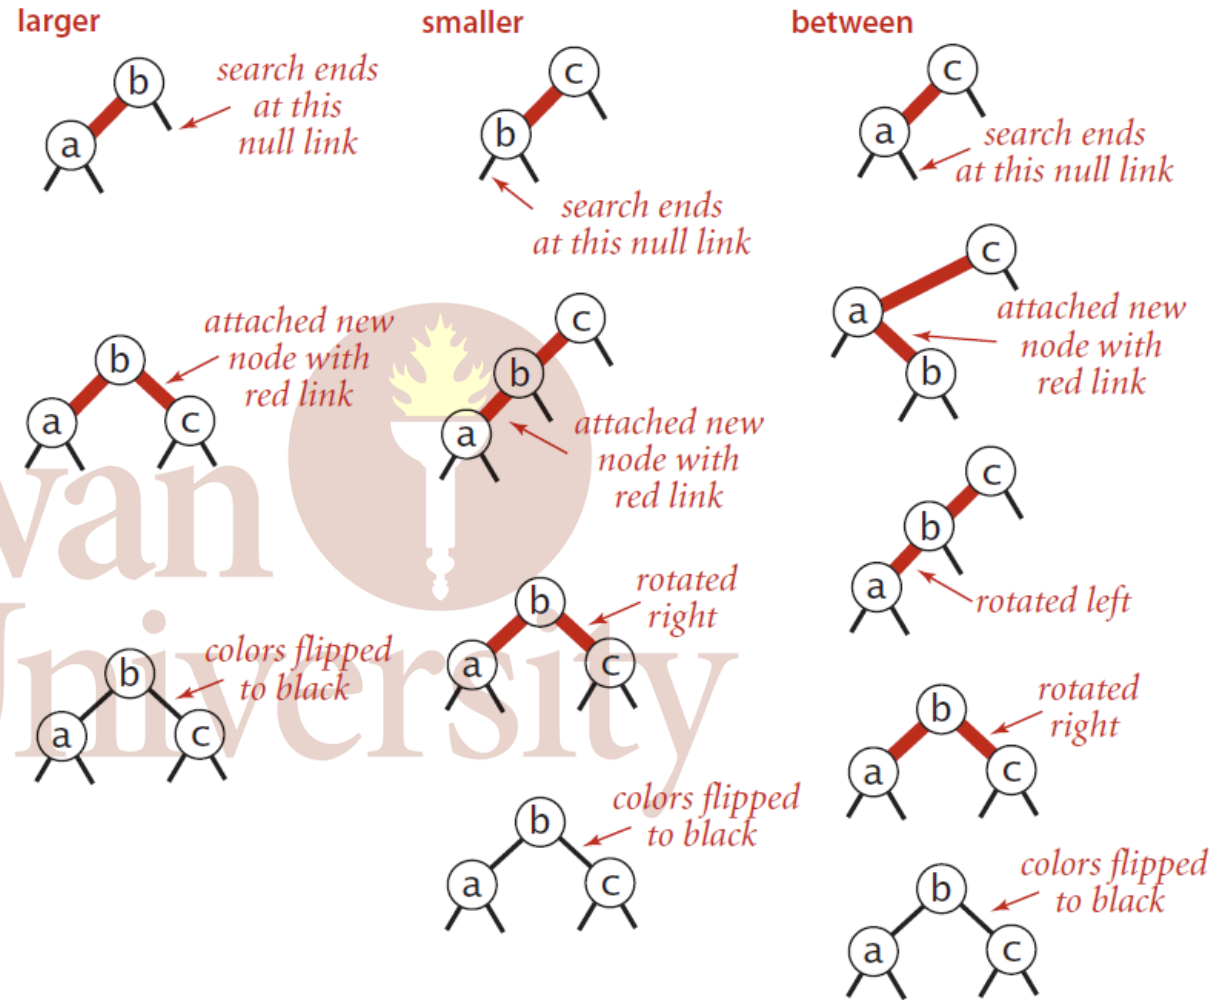 larger
b
a
search ends
at this
null link
attached new
node with
red link
b
a
c
colors flipped
to black
b
a
c
smaller
c
b
search ends
at this null link
c
b
a
attached new
node with
red link
rotated
right
b
a
c
colors flipped
to black
b
a
c
between
c
a
search ends
at this null link
c
a
b
attached new
node with
red link
c
b
a
rotated left
rotated
right
b
a
c
colors flipped
to black
b
a
c
van
University